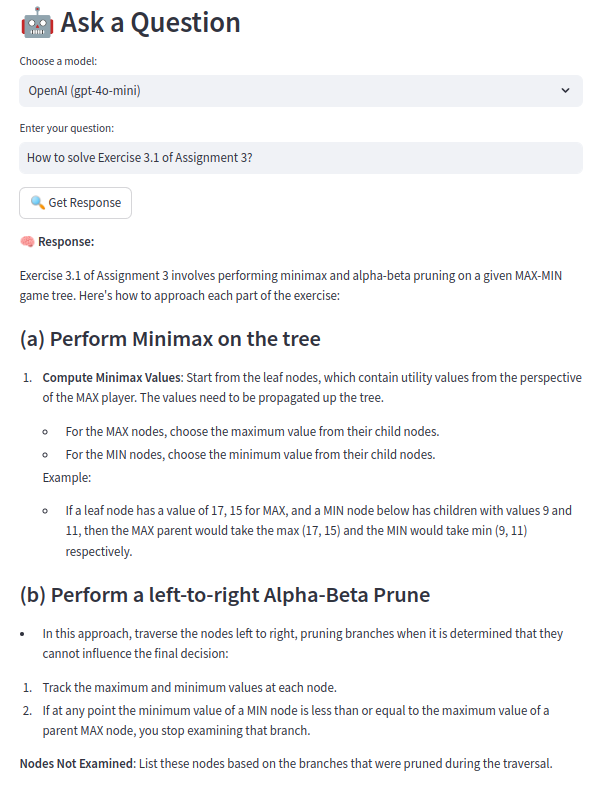 🤖 Ask a Question
Choose a model:
OpenAI (gpt-4o-mini)
Enter your question:
How to solve Exercise 3.1 of Assignment 3?
🔍 Get Response
🧠 Response:
Exercise 3.1 of Assignment 3 involves performing minimax and alpha-beta pruning on a given MAX-MIN
game tree. Here's how to approach each part of the exercise:
(a) Perform Minimax on the tree
1. Compute Minimax Values: Start from the leaf nodes, which contain utility values from the perspective
of the MAX player. The values need to be propagated up the tree.
◦ For the MAX nodes, choose the maximum value from their child nodes.
◦ For the MIN nodes, choose the minimum value from their child nodes.
Example:
◦ If a leaf node has a value of 17, 15 for MAX, and a MIN node below has children with values 9 and
11, then the MAX parent would take the max (17, 15) and the MIN would take min (9, 11)
respectively.
(b) Perform a left-to-right Alpha-Beta Prune
• In this approach, traverse the nodes left to right, pruning branches when it is determined that they
cannot influence the final decision:
1. Track the maximum and minimum values at each node.
2. If at any point the minimum value of a MIN node is less than or equal to the maximum value of a
parent MAX node, you stop examining that branch.
Nodes Not Examined: List these nodes based on the branches that were pruned during the traversal.